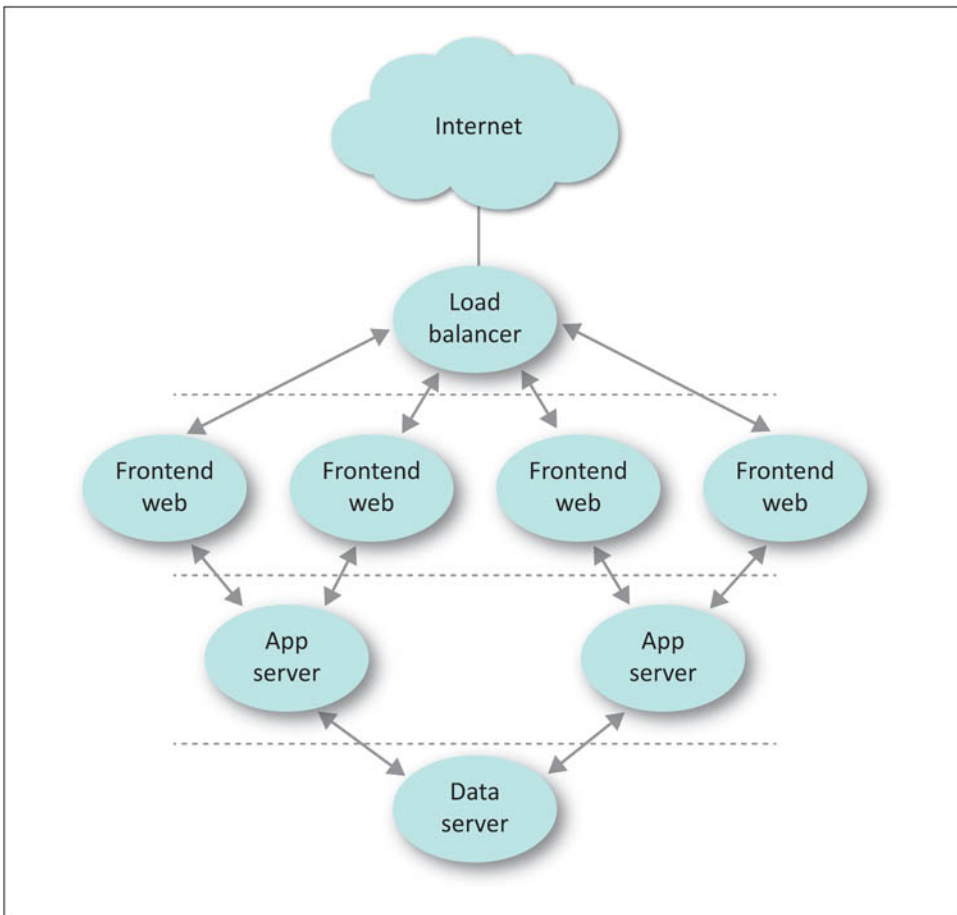 Internet
Load
balancer
Frontend
web
Frontend
web
Frontend
web
Frontend
web
App
server
App
server
Data
server